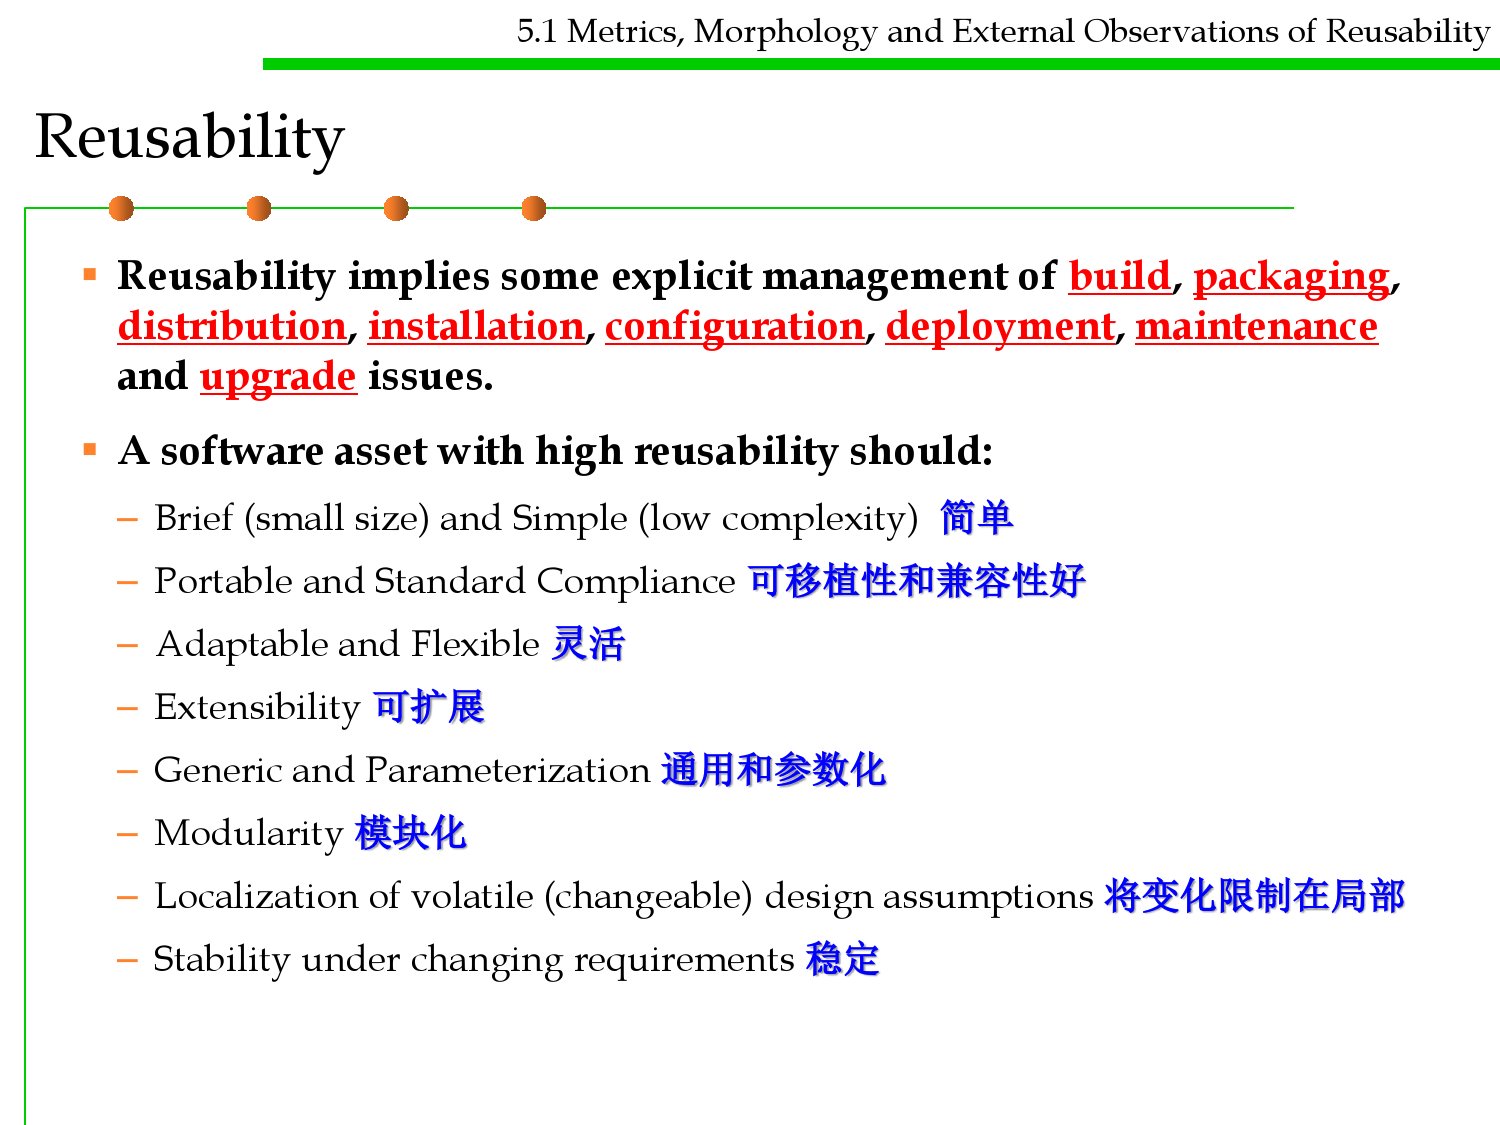 5.1 Metrics, Morphology and External Observations of Reusability
Reusability
▪ Reusability implies some explicit management of build, packaging,
distribution, installation, configuration, deployment, maintenance
and upgrade issues.
▪ A software asset with high reusability should:
– Brief (small size) and Simple (low complexity) 简单
– Portable and Standard Compliance 可移植性和兼容性好
– Adaptable and Flexible 灵活
– Extensibility 可扩展
– Generic and Parameterization 通用和参数化
– Modularity 模块化
– Localization of volatile (changeable) design assumptions 将变化限制在局部
– Stability under changing requirements 稳定